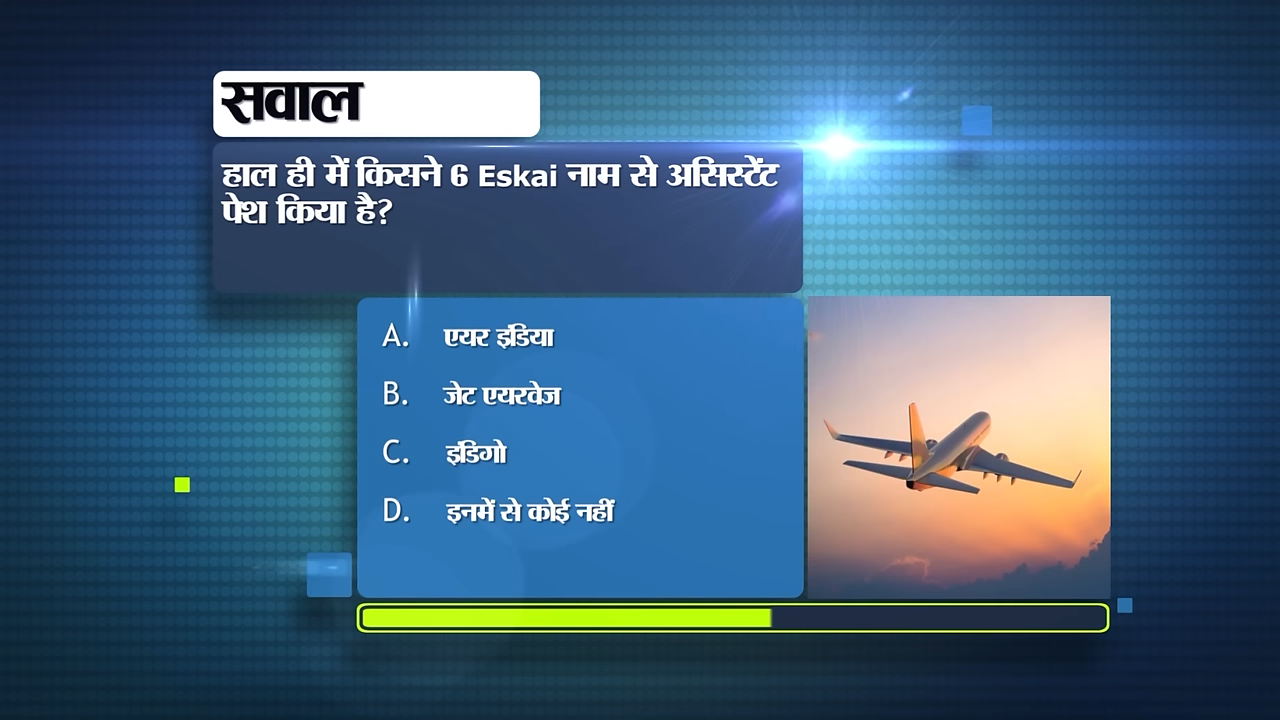 सवाल
हाल ही में किसने 6 Eskai नाम से असिस्टेंट
पेश किया है?
A. एयर इंडिया
B. जेट एयरवेज
C. इंडिगो
D. इनमें से कोई नहीं